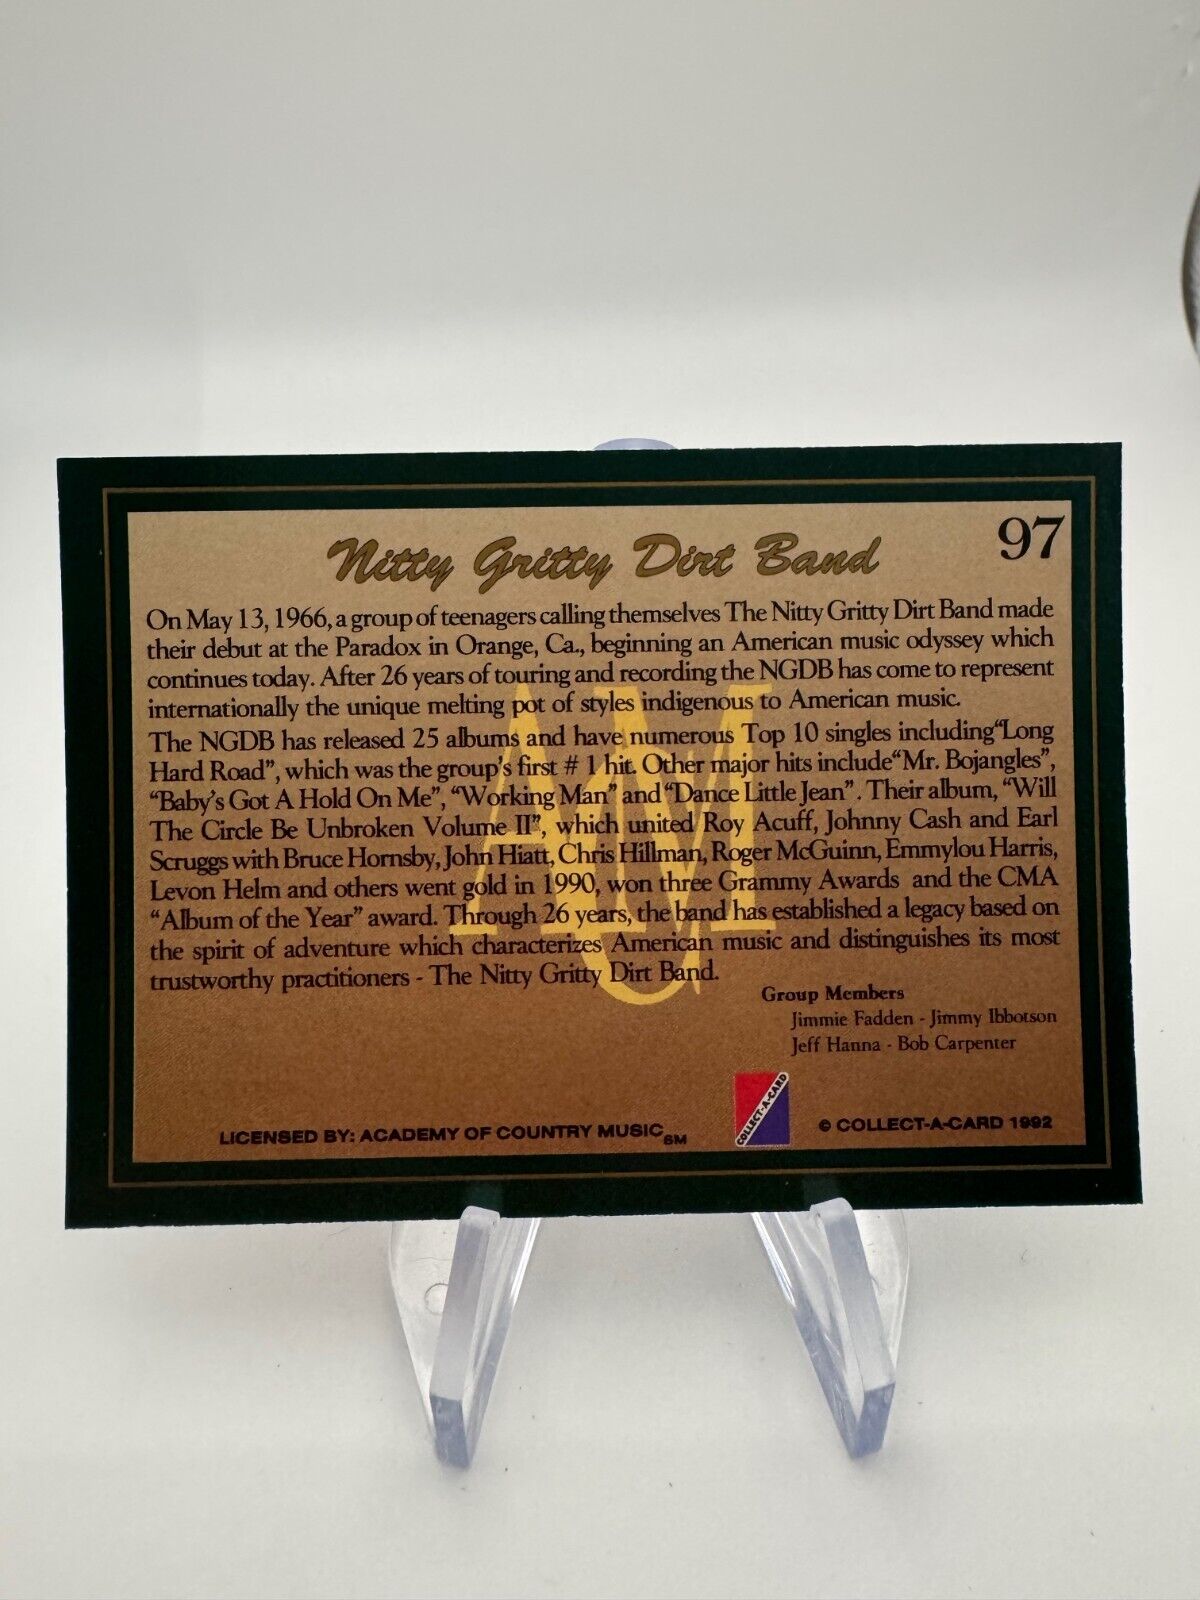 97
Nitty Gritty Dirt Band
On May 13, 1966, a group of teenagers calling themselves The Nitty Gritty Dirt Band made
their debut at the Paradox in Orange, Ca., beginning an American music odyssey which
continues today. After 26 years of touring and recording the NGDB has come to represent
internationally the unique melting pot of styles indigenous to American music.
The NGDB has released 25 albums and have numerous Top 10 singles including“Long
Hard Road”, which was the group's first # 1 hit. Other major hits include“Mr. Bojangles”,
“Baby's Got A Hold On Me”, “Working Man” and “Dance Little Jean”. Their album, “Will
The Circle Be Unbroken Volume II”, which united Roy Acuff, Johnny Cash and Earl
Scruggs with Bruce Hornsby, John Hiatt, Chris Hillman, Roger McGuinn, Emmylou Harris,
Levon Helm and others went gold in 1990, won three Grammy Awards and the CMA
“Album of the Year” award. Through 26 years, the band has established a legacy based on
the spirit of adventure which characterizes American music and distinguishes its most
trustworthy practitioners - The Nitty Gritty Dirt Band.
Group Members
Jimmie Fadden - Jimmy Ibbotson
Jeff Hanna - Bob Carpenter
COLLECT-A-CARD
LICENSED BY: ACADEMY OF COUNTRY MUSIC SM
© COLLECT-A-CARD 1992
ACM